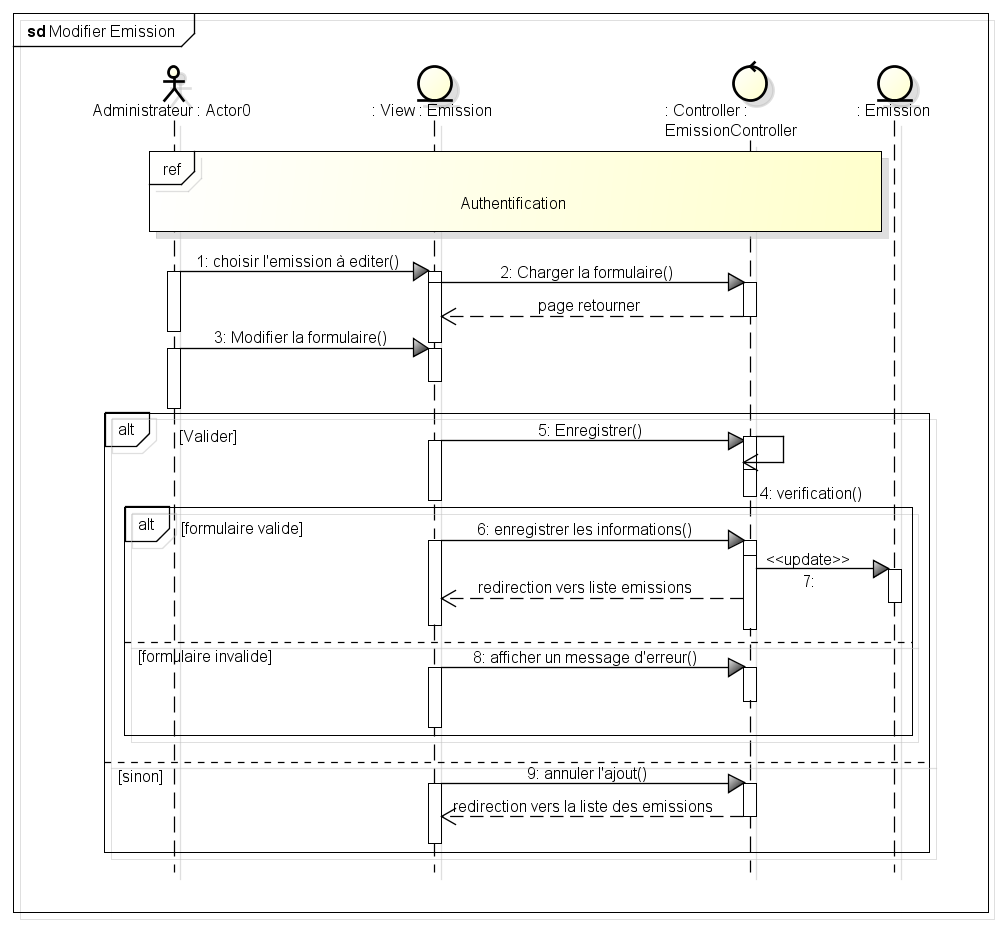 sd Modifier Emission
Administrateur : Actor0
: View : Emission
: Controller :
EmissionController
: Emission
ref
Authentification
1: choisir l'emission à editer()
2: Charger la formulaire()
page retourner
3: Modifier la formulaire()
alt
[Valider]
5: Enregistrer()
4: verification()
alt
[formulaire valide]
6: enregistrer les informations()
<<update>>
7:
redirection vers liste emissions
[formulaire invalide]
8: afficher un message d'erreur()
[sinon]
9: annuler l'ajout()
redirection vers la liste des emissions